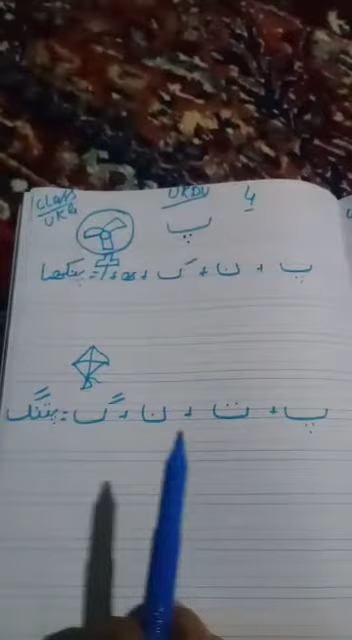 Class URDU پ
UKG
پ
پ + ن + ک + ھ + ا = پنکھا
پ + ت + ن + گ = پتنگ